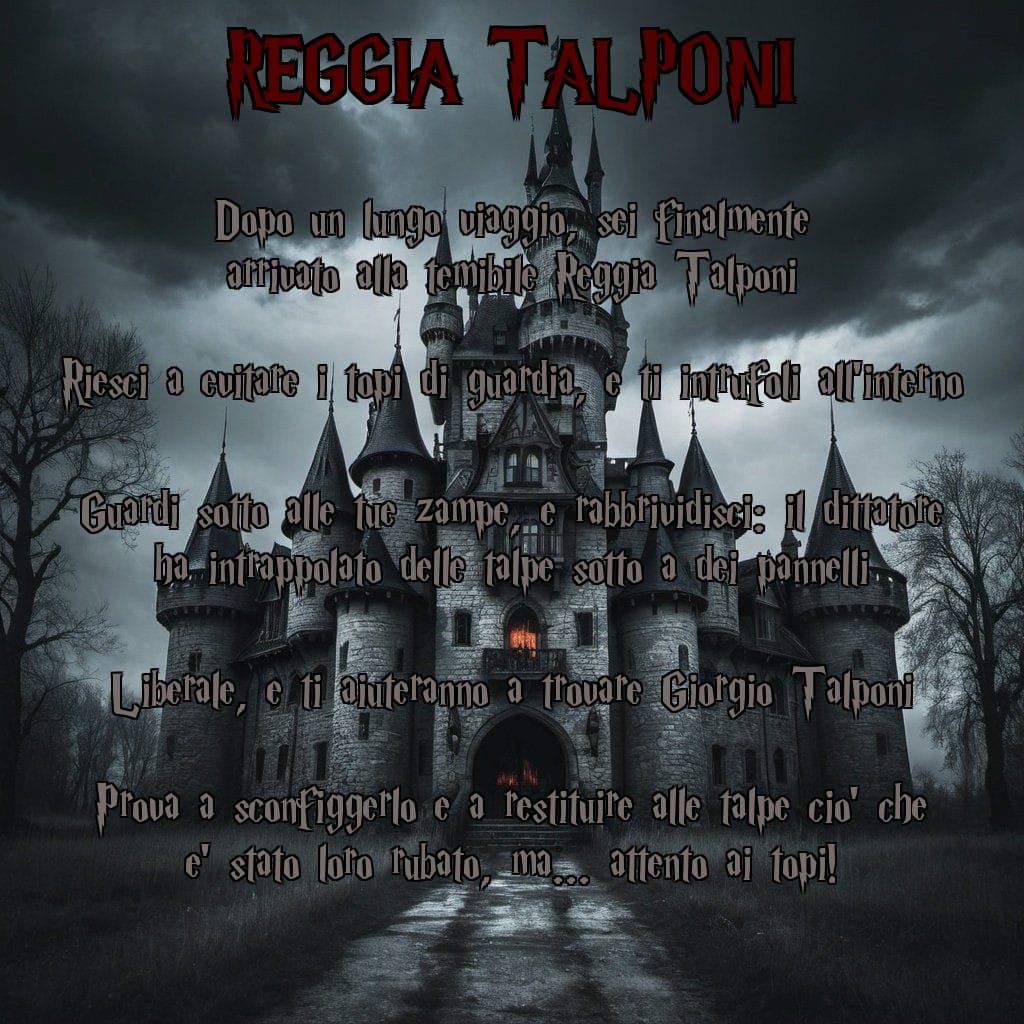 REGGIA TALPONI
Dopo un lungo viaggio, sei finalmente
arrivato alla temibile Reggia Talponi
Riesci a evitare i topi di guardia, e ti intrufoli all'interno
Guardi sotto alle tue zampe, e rabbrividisci: il dittatore
ha intrappolato delle talpe sotto a dei pannelli
Liberale, e ti aiuteranno a trovare Giorgio Talponi
Prova a sconfiggerlo e a restituire alle talpe cio' che
e' stato loro rubato, ma... attento ai topi!